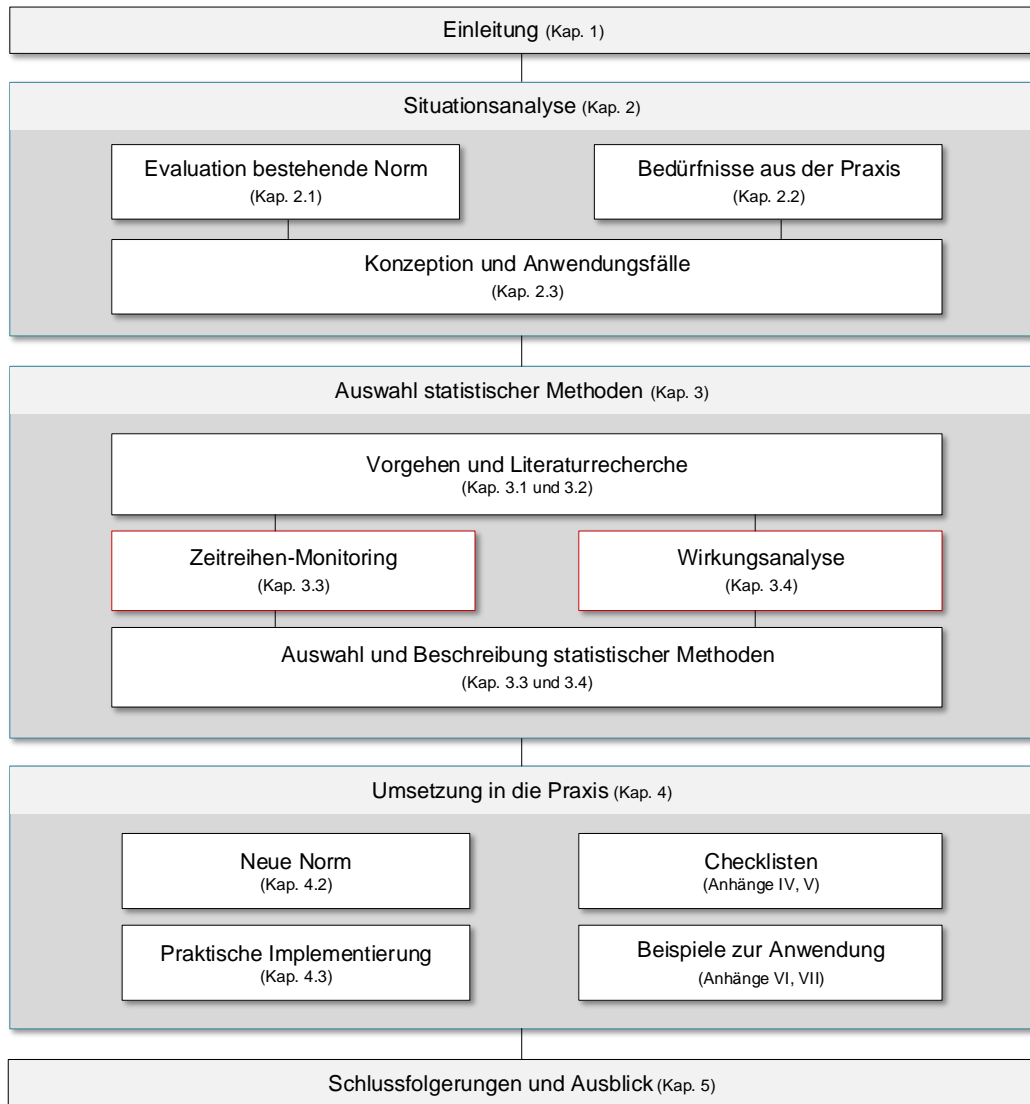 Einleitung (Kap. 1)
Situationsanalyse (Kap. 2)
Evaluation bestehende Norm
(Kap. 2.1)
Bedürfnisse aus der Praxis
(Kap. 2.2)
Konzeption und Anwendungsfälle
(Kap. 2.3)
Auswahl statistischer Methoden (Kap. 3)
Vorgehen und Literaturrecherche
(Kap. 3.1 und 3.2)
Zeitreihen-Monitoring
(Kap. 3.3)
Wirkungsanalyse
(Kap. 3.4)
Auswahl und Beschreibung statistischer Methoden
(Kap. 3.3 und 3.4)
Umsetzung in die Praxis (Kap. 4)
Neue Norm
(Kap. 4.2)
Checklisten
(Anhänge IV, V)
Praktische Implementierung
(Kap. 4.3)
Beispiele zur Anwendung
(Anhänge VI, VII)
Schlussfolgerungen und Ausblick (Kap. 5)